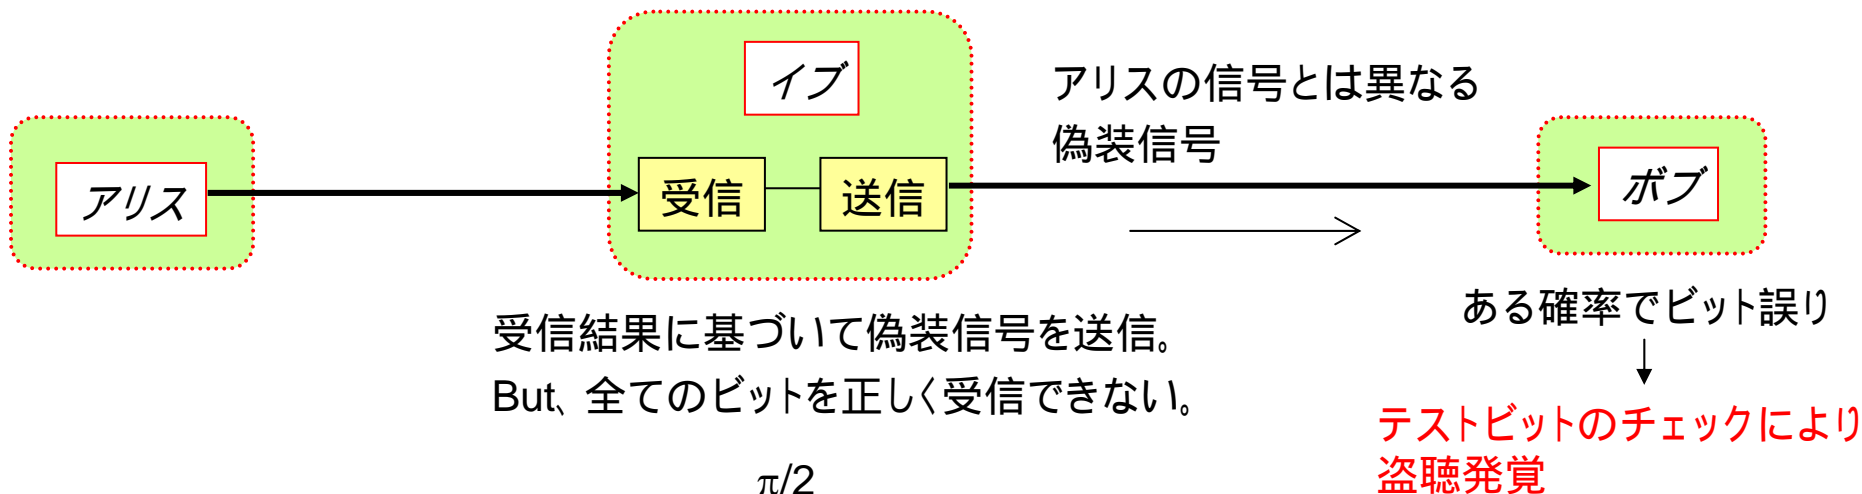 イブ
アリスの信号とは異なる
偽装信号
アリス
受信
送信
ボブ
ある確率でビット誤り
受信結果に基づいて偽装信号を送信。
But、全てのビットを正しく受信できない。
テストビットのチェックにより
盗聴発覚
π/2